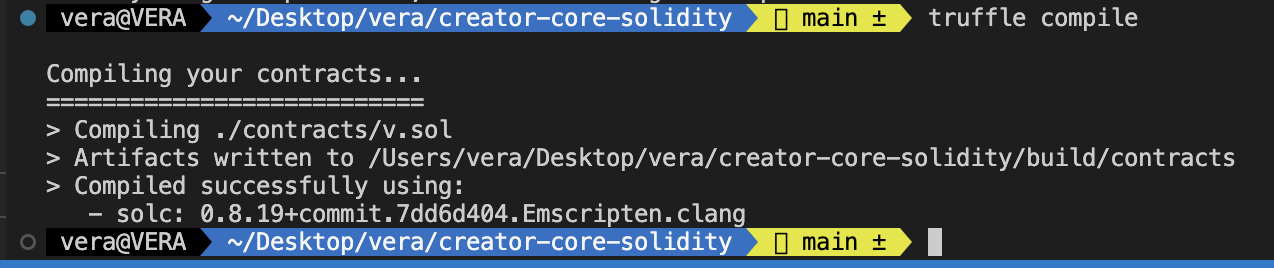 vera@VERA ~/Desktop/vera/creator-core-solidity main ± truffle compile
Compiling your contracts...
===========================
> Compiling ./contracts/v.sol
> Artifacts written to /Users/vera/Desktop/vera/creator-core-solidity/build/contracts
> Compiled successfully using:
- solc: 0.8.19+commit.7dd6d404.Emscripten.clang
vera@VERA ~/Desktop/vera/creator-core-solidity main ±